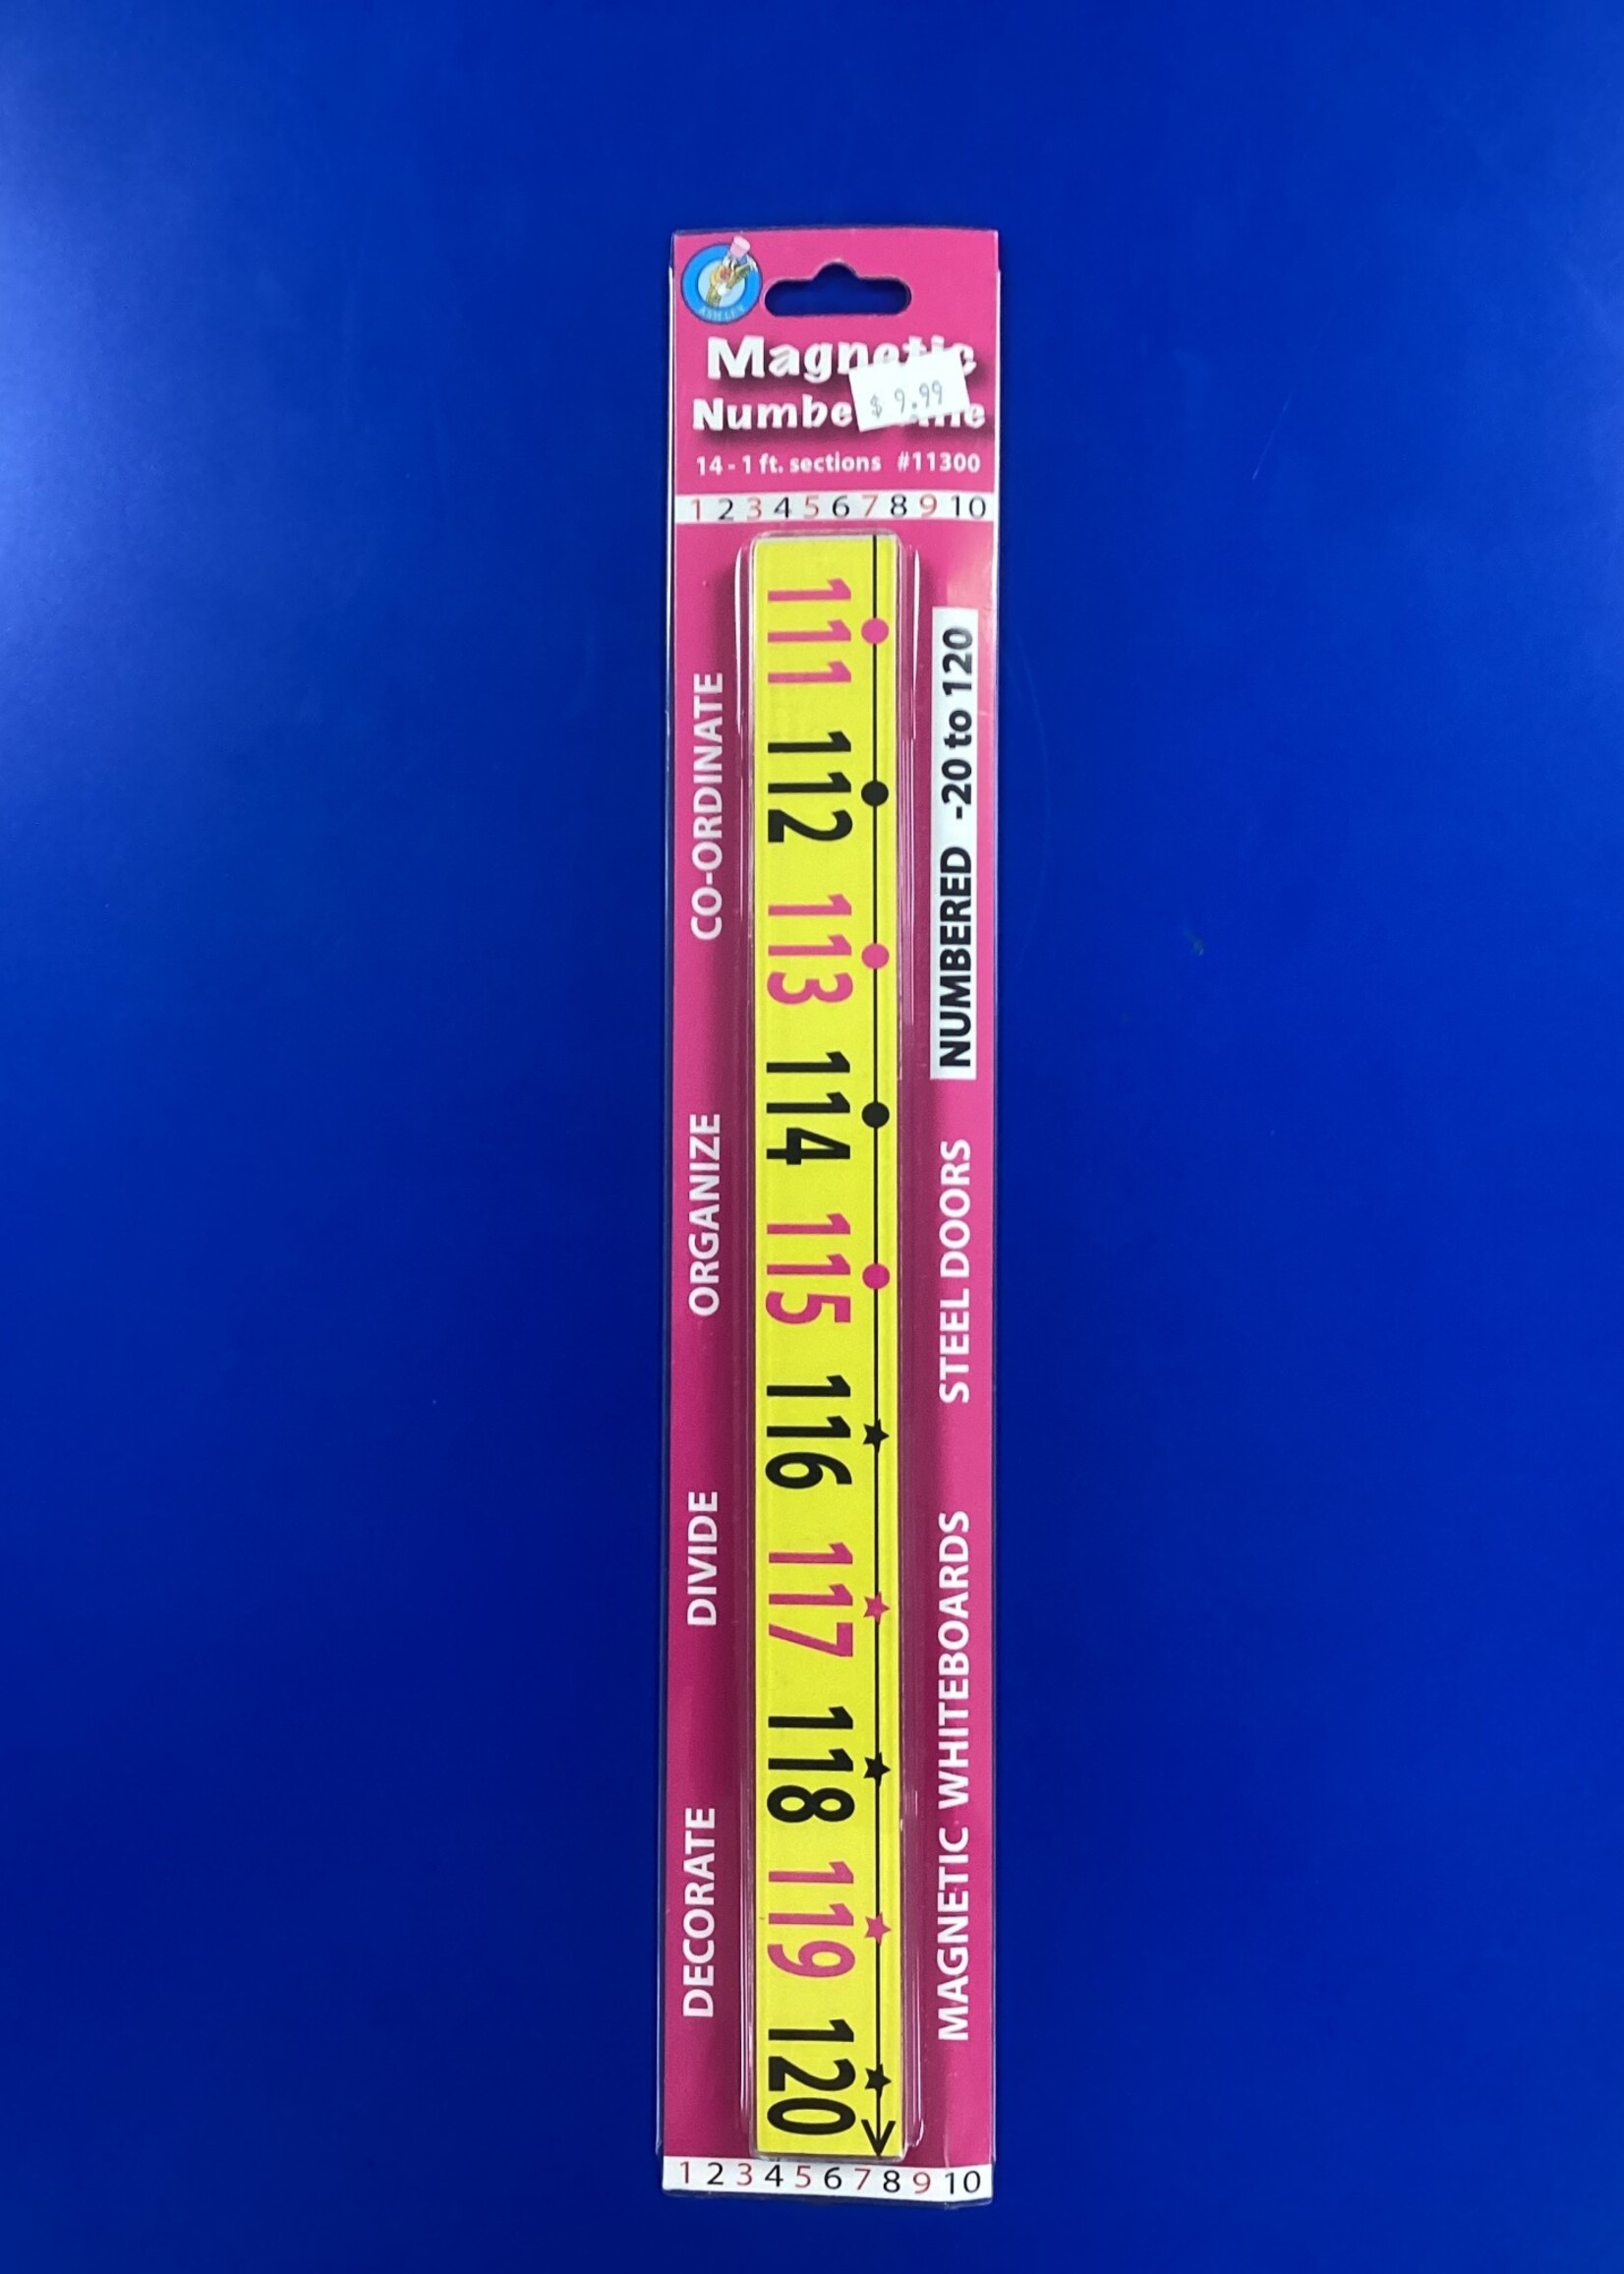 ASHLEY
Magnetic
$ 9.99
14 - 1 ft. sections #11300
1 2 3 4 5 6 7 8 9 10
111 112 113 114 115 116 117 118 119 120
CO-ORDINATE
ORGANIZE
DIVIDE
DECORATE
NUMBERED -20 to 120
STEEL DOORS
MAGNETIC WHITEBOARDS
1 2 3 4 5 6 7 8 9 10